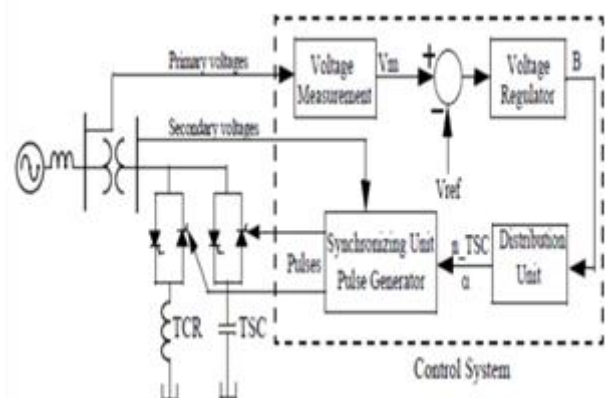 Primary voltages
Voltage
Measurement
Vm
+
-
Voltage
Regulator
B
Secondary voltages
Vref
Synchronizing Unit
Pulse Generator
n_TSC
α
Distribution
Unit
Pulses
TCR
TSC
Control System